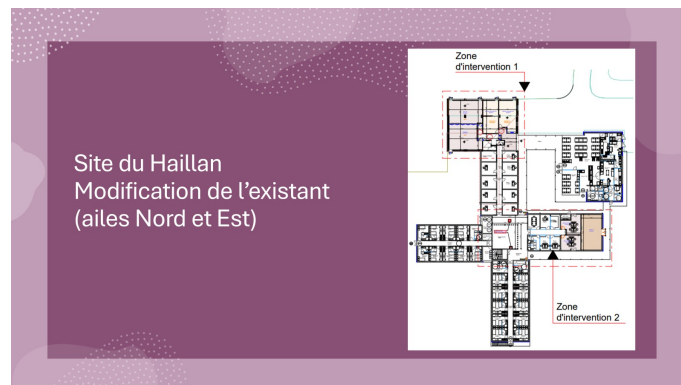 Site du Haillan
Modification de l’existant
(ailes Nord et Est)
Zone
d'intervention 1
Zone
d'intervention 2